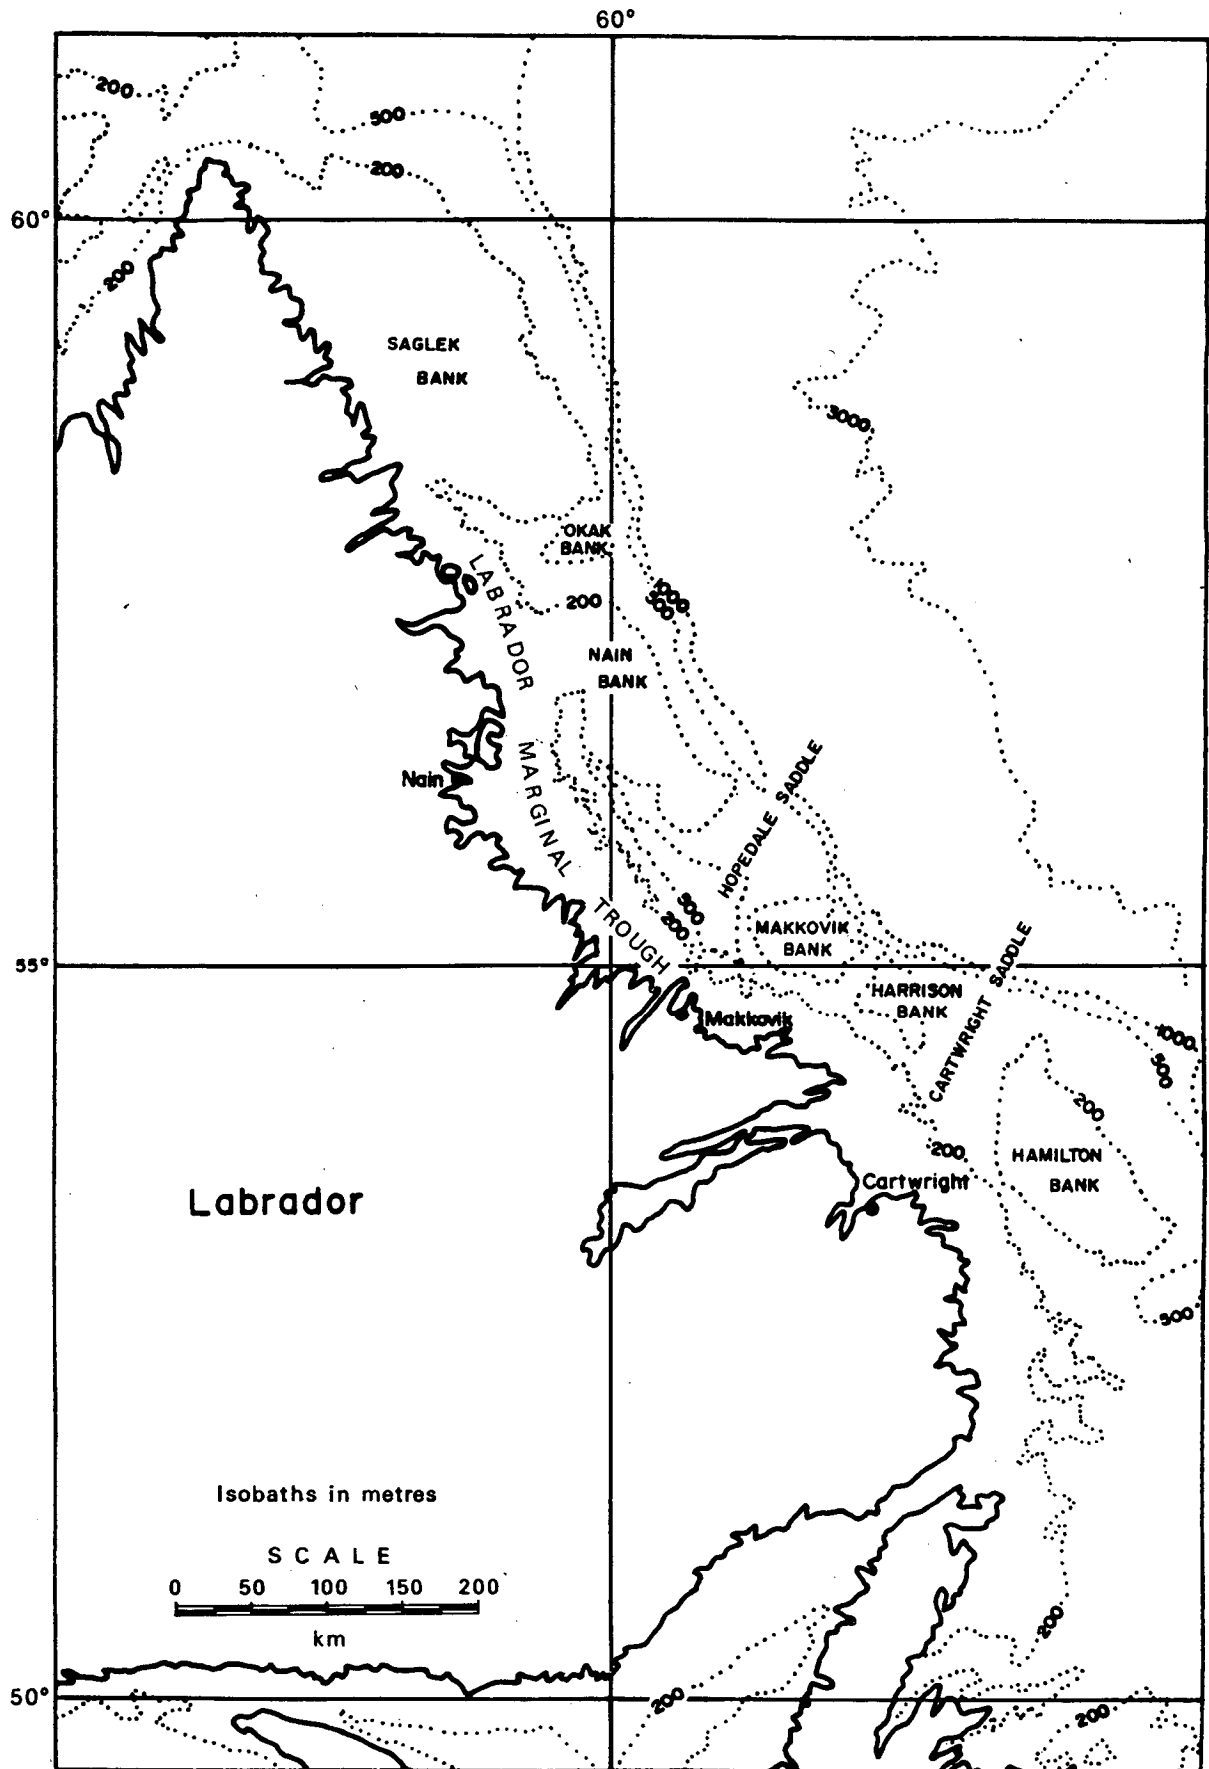 60°
200
500
200
60°
200
SAGLEK
BANK
3000
OKAK
BANK
LABRADOR
1000
500
200
NAIN
BANK
MARGINAL
Nain
HOPEDALE SADDLE
500
200
TROUGH
MAKKOVIK
BANK
CARTWRIGHT SADDLE
55°
HARRISON
BANK
Makkovik
1000
500
200
200
HAMILTON
BANK
Cartwright
Labrador
500
Isobaths in metres
SCALE
0 50 100 150 200
km
200
50°
200
200